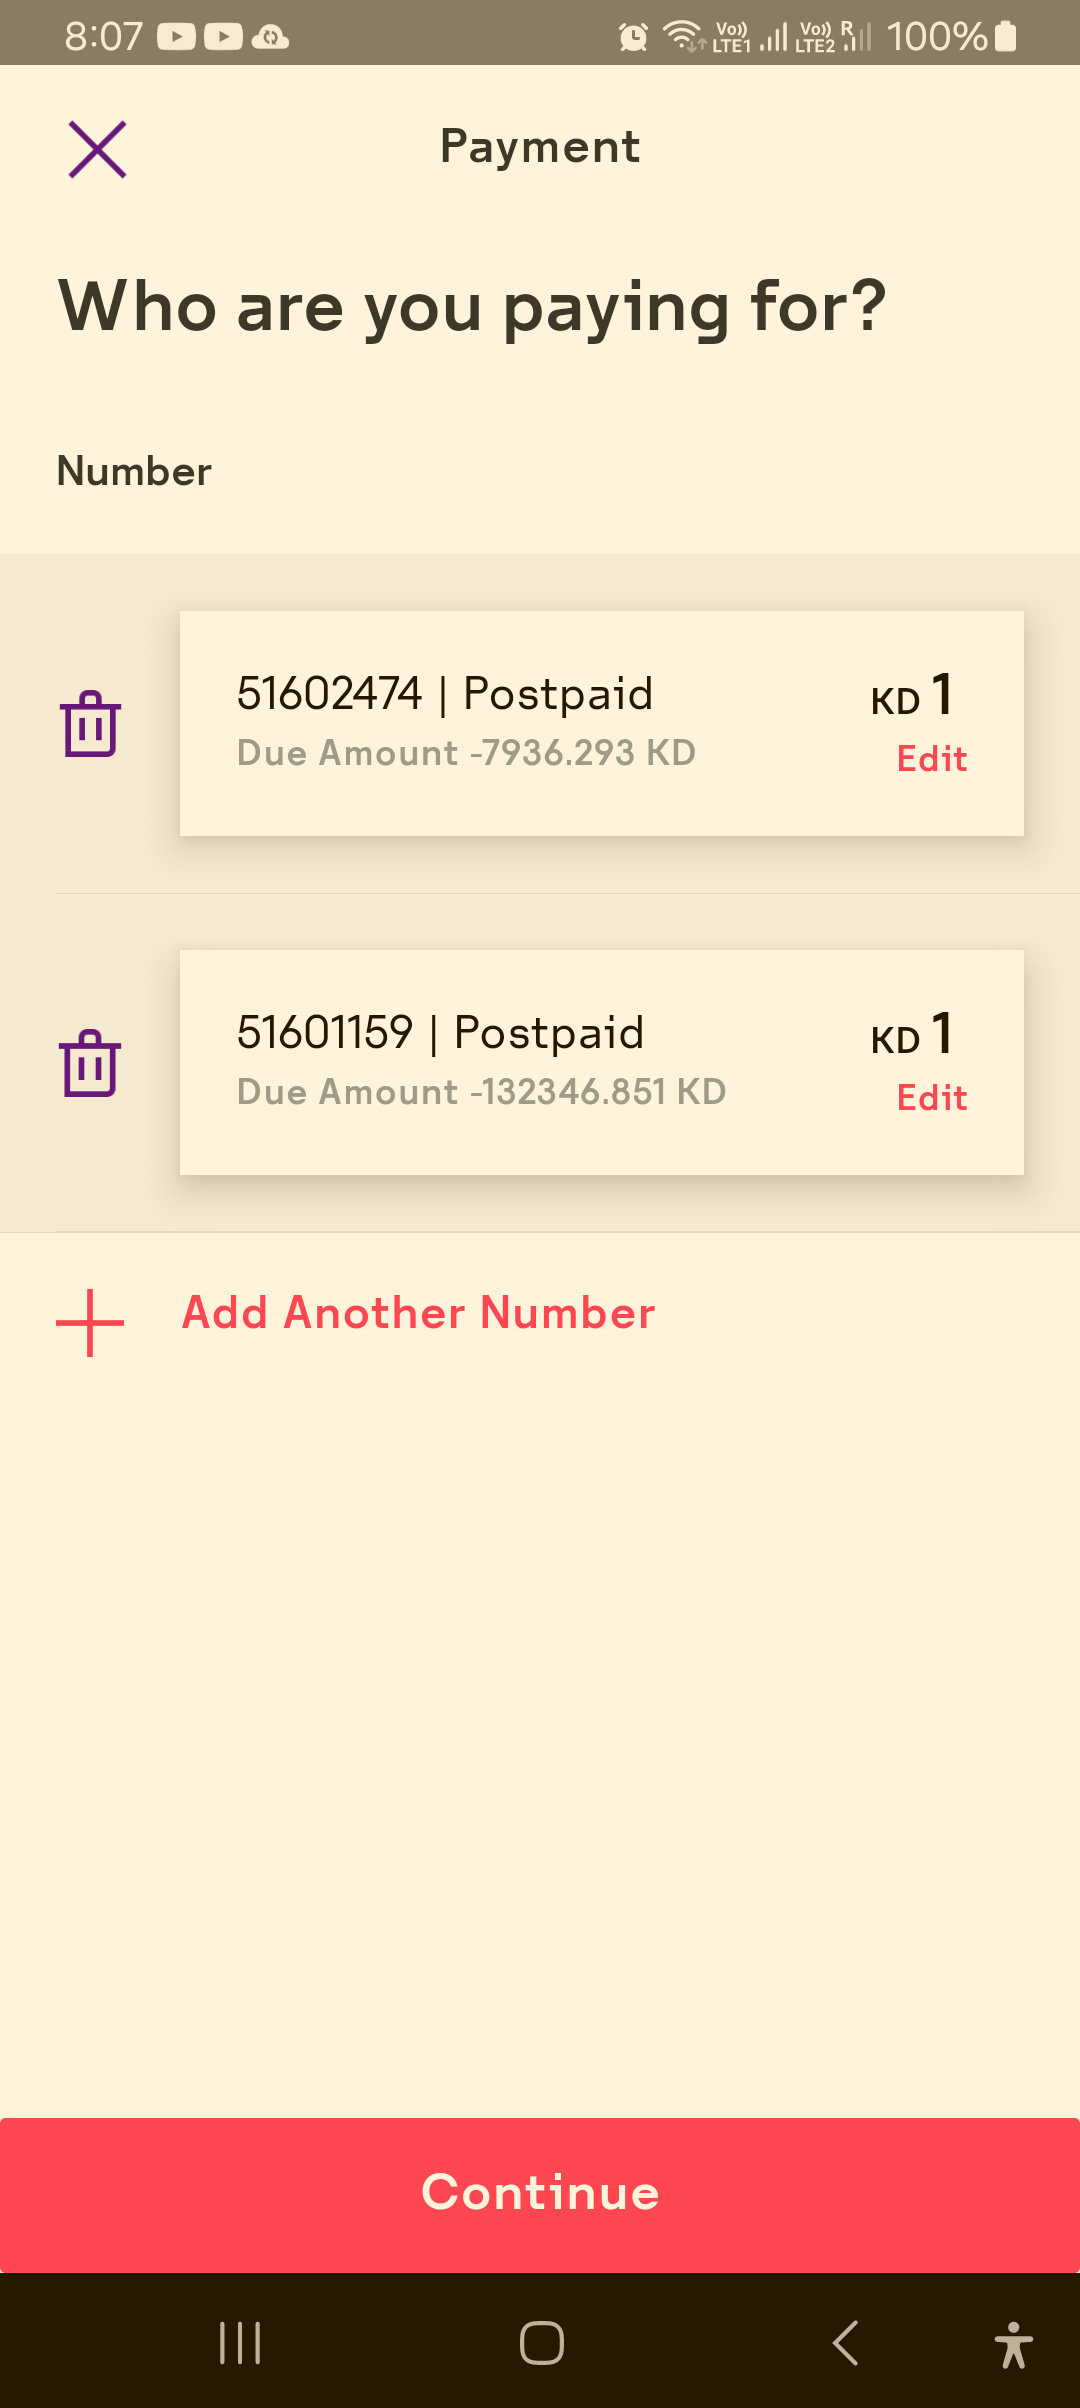 8:07 Vo)) LTE1 Vo)) LTE2 R 100%
Payment
Who are you paying for?
Number
51602474 | Postpaid
KD 1
Due Amount -7936.293 KD
Edit
51601159 | Postpaid
KD 1
Due Amount -132346.851 KD
Edit
Add Another Number
Continue